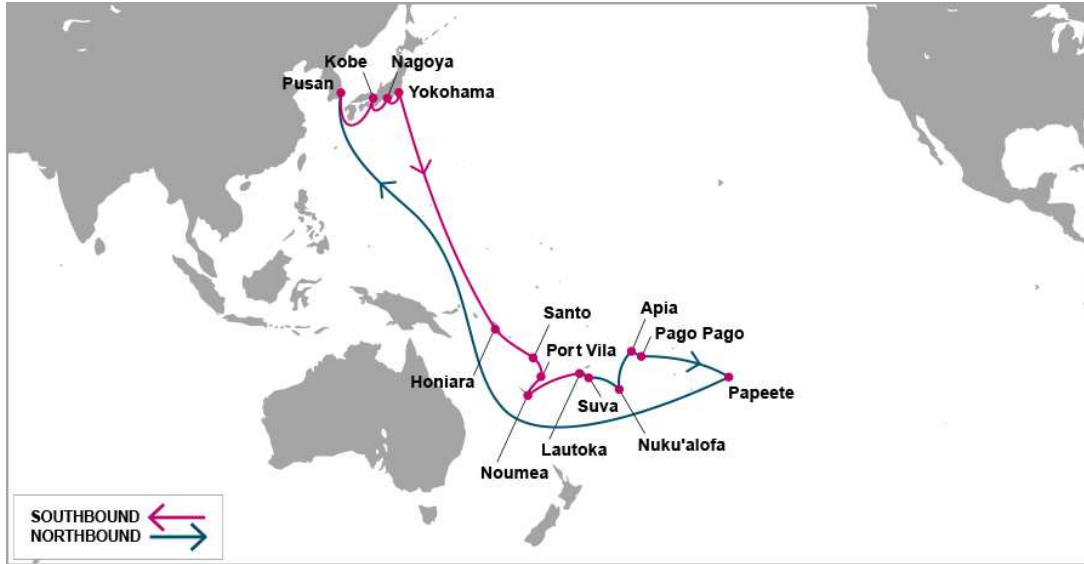 Kobe
Nagoya
Pusan
Yokohama
Santo
Apia
Port Vila
Pago Pago
Honiara
Suva
Papeete
Lautoka
Nuku'alofa
Noumea
SOUTHBOUND
NORTHBOUND